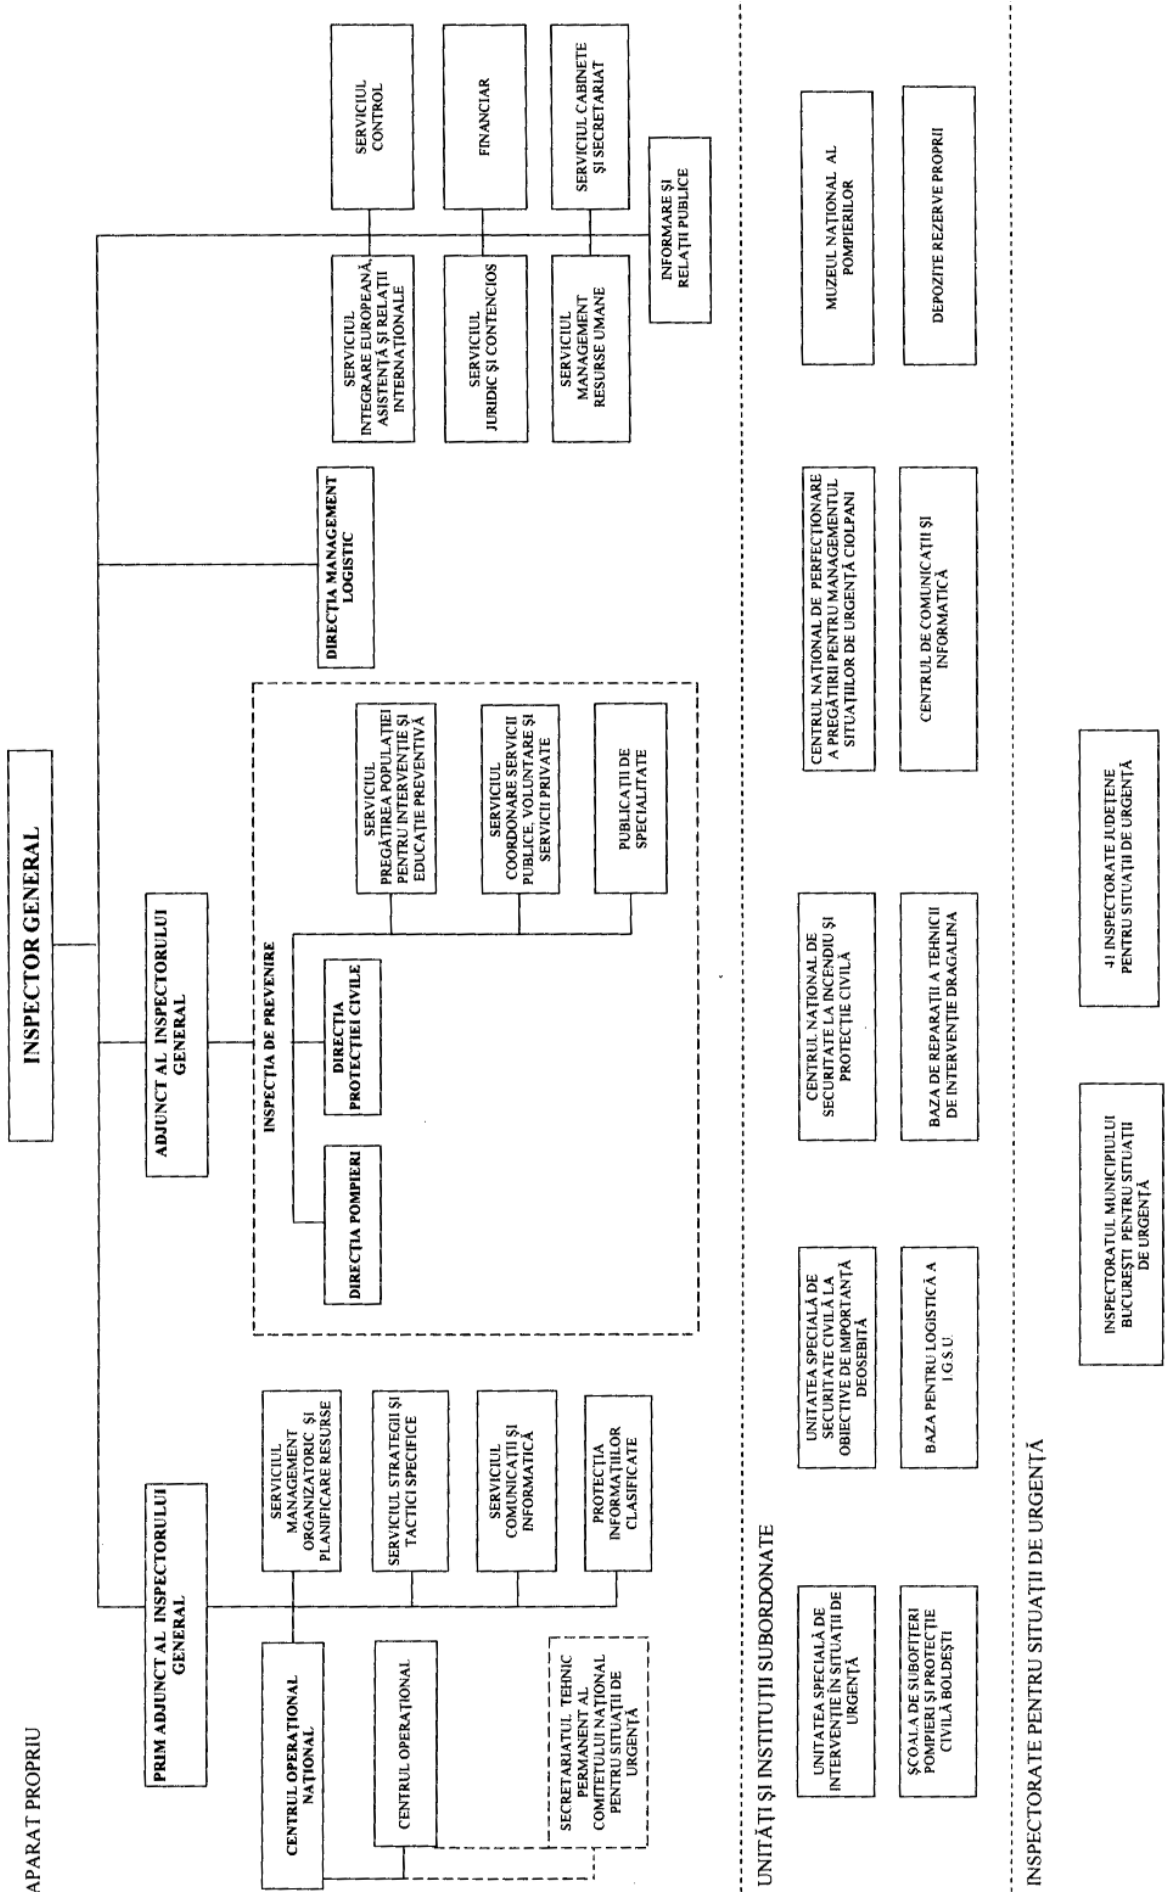 APARAT PROPRIU
INSPECTOR GENERAL
PRIM ADJUNCT AL INSPECTORULUI
GENERAL
ADJUNCT AL INSPECTORULUI
GENERAL
CENTRUL OPERAȚIONAL
NAȚIONAL
CENTRUL OPERAȚIONAL
SECRETARIATUL TEHNIC
PERMANENT AL
COMITETULUI NAȚIONAL
PENTRU SITUAȚII DE
URGENȚĂ
SERVICIUL
MANAGEMENT
ORGANIZATORIC ȘI
PLANIFICARE RESURSE
SERVICIUL STRATEGII ȘI
TACTICI SPECIFICE
SERVICIUL
COMUNICAȚII ȘI
INFORMATICĂ
PROTECȚIA
INFORMAȚIILOR
CLASIFICATE
INSPECȚIA DE PREVENIRE
DIRECȚIA POMPIERI
DIRECȚIA
PROTECȚIEI CIVILE
SERVICIUL
PREGĂTIREA POPULAȚIEI
PENTRU INTERVENȚIE ȘI
EDUCAȚIE PREVENTIVĂ
SERVICIUL
COORDONARE SERVICII
PUBLICE, VOLUNTARE ȘI
SERVICII PRIVATE
PUBLICAȚII DE
SPECIALITATE
DIRECȚIA MANAGEMENT
LOGISTIC
SERVICIUL
INTEGRARE EUROPEANĂ,
ASISTENȚĂ ȘI RELAȚII
INTERNAȚIONALE
SERVICIUL
CONTROL
SERVICIUL
JURIDIC ȘI CONTENCIOS
FINANCIAR
SERVICIUL
MANAGEMENT
RESURSE UMANE
SERVICIUL CABINETE
ȘI SECRETARIAT
INFORMARE ȘI
RELAȚII PUBLICE
UNITĂȚI ȘI INSTITUȚII SUBORDONATE
UNITATEA SPECIALĂ DE
INTERVENȚIE ÎN SITUAȚII DE
URGENȚĂ
UNITATEA SPECIALĂ DE
SECURITATE CIVILĂ LA
OBIECTIVE DE IMPORTANȚĂ
DEOSEBITĂ
CENTRUL NAȚIONAL DE
SECURITATE LA INCENDIU ȘI
PROTECȚIE CIVILĂ
CENTRUL NAȚIONAL DE PERFECȚIONARE
A PREGĂTIRII PENTRU MANAGEMENTUL
SITUAȚIILOR DE URGENȚĂ CIOLPANI
MUZEUL NAȚIONAL AL
POMPIERILOR
ȘCOALA DE SUBOFIȚERI
POMPIERI ȘI PROTECȚIE
CIVILĂ BOLDEȘTI
BAZA PENTRU LOGISTICĂ A
I.G.S.U.
BAZA DE REPARAȚII A TEHNICII
DE INTERVENȚIE DRAGALINA
CENTRUL DE COMUNICAȚII ȘI
INFORMATICĂ
DEPOZITE REZERVE PROPRII
INSPECTORATE PENTRU SITUAȚII DE URGENȚĂ
INSPECTORATUL MUNICIPIULUI
BUCUREȘTI PENTRU SITUAȚII
DE URGENȚĂ
41 INSPECTORATE JUDEȚENE
PENTRU SITUAȚII DE URGENȚĂ